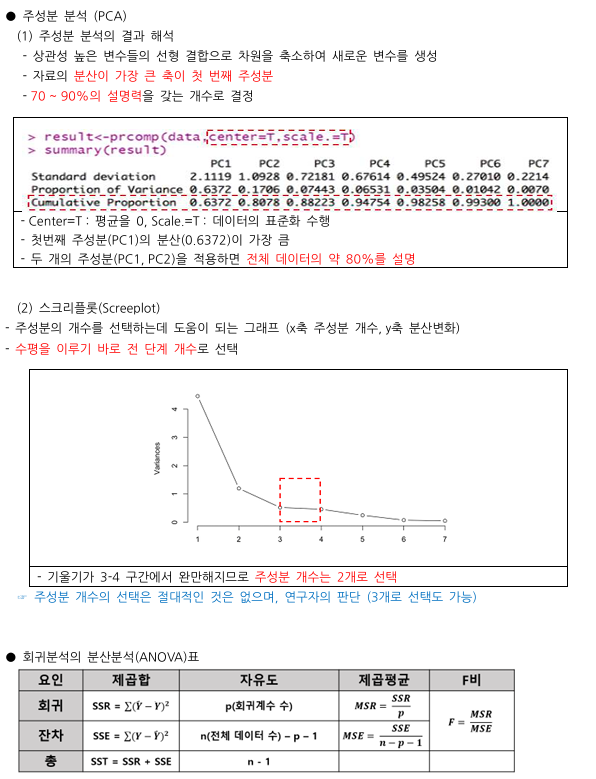 ● 주성분 분석 (PCA)
(1) 주성분 분석의 결과 해석
- 상관성 높은 변수들의 선형 결합으로 차원을 축소하여 새로운 변수를 생성
- 자료의 분산이 가장 큰 축이 첫 번째 주성분
- 70 ~ 90%의 설명력을 갖는 개수로 결정
> result<-prcomp(data,center=T,scale.=T)
> summary(result)
PC1 PC2 PC3 PC4 PC5 PC6 PC7
Standard deviation 2.1119 1.0928 0.72181 0.67614 0.49524 0.27010 0.2214
Proportion of Variance 0.6372 0.1706 0.07443 0.06531 0.03504 0.01042 0.0070
Cumulative Proportion 0.6372 0.8078 0.88223 0.94754 0.98258 0.99300 1.0000
- Center=T : 평균을 0, Scale.=T : 데이터의 표준화 수행
- 첫번째 주성분(PC1)의 분산(0.6372)이 가장 큼
- 두 개의 주성분(PC1, PC2)을 적용하면 전체 데이터의 약 80%를 설명
(2) 스크리플롯(Screeplot)
- 주성분의 개수를 선택하는데 도움이 되는 그래프 (x축 주성분 개수, y축 분산변화)
- 수평을 이루기 바로 전 단계 개수로 선택
Variances
4
3
2
1
0
1 2 3 4 5 6 7
- 기울기가 3-4 구간에서 완만해지므로 주성분 개수는 2개로 선택
☞ 주성분 개수의 선택은 절대적인 것은 없으며, 연구자의 판단 (3개로 선택도 가능)
● 회귀분석의 분산분석(ANOVA)표
요인 제곱합 자유도 제곱평균 F비
회귀 SSR = ∑(Ŷ − Y)² p(회귀계수 수) MSR = SSR/p F = MSR/MSE
잔차 SSE = ∑(Y − Ŷ)² n(전체 데이터 수) – p – 1 MSE = SSE/(n − p − 1)
총 SST = SSR + SSE n - 1